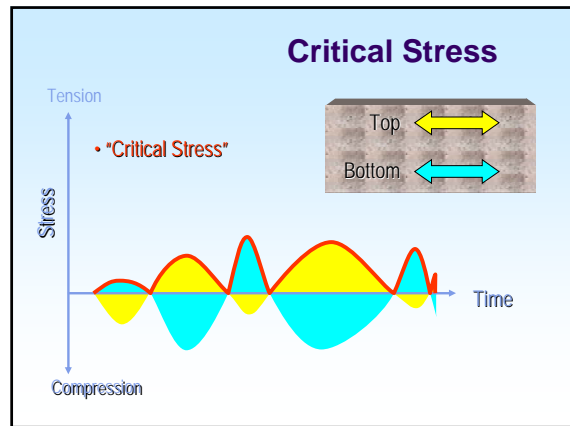 Critical Stress
Tension
Top
• "Critical Stress"
Bottom
Stress
Time
Compression